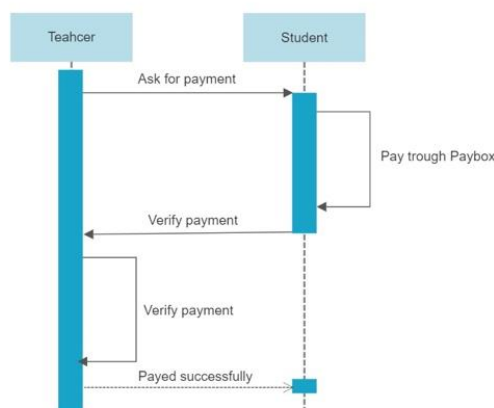 Teahcer
Student
Ask for payment
Pay trough Paybox
Verify payment
Verify payment
Payed successfully